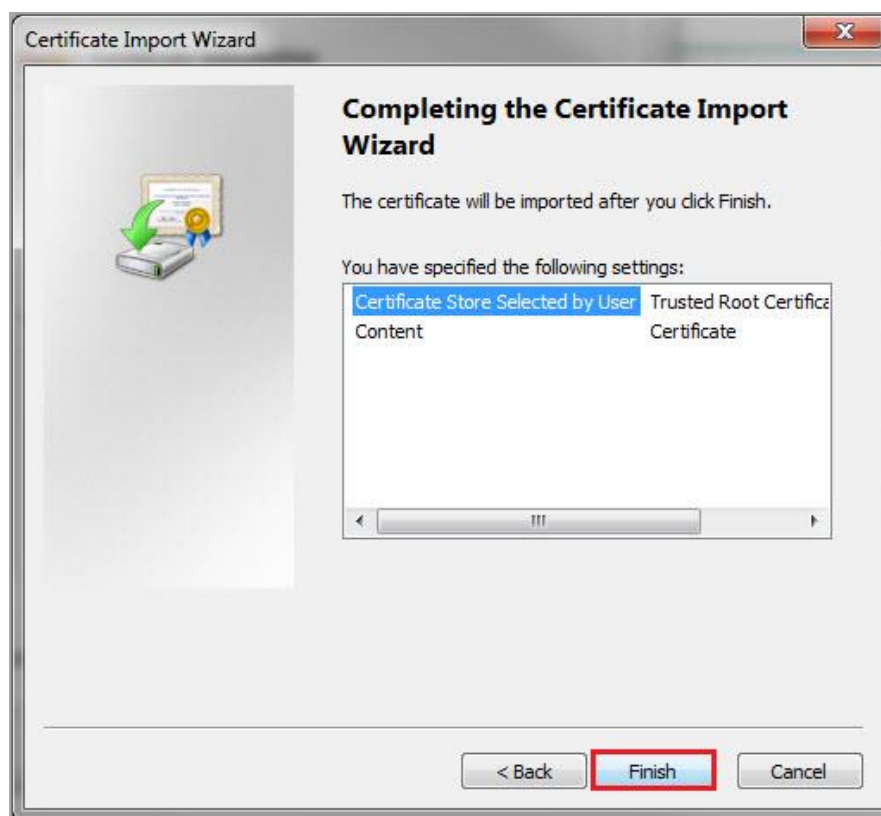 Certificate Import Wizard
Completing the Certificate Import
Wizard
The certificate will be imported after you click Finish.
You have specified the following settings:
Certificate Store Selected by User Trusted Root Certifica
Content Certificate
< Back Finish Cancel